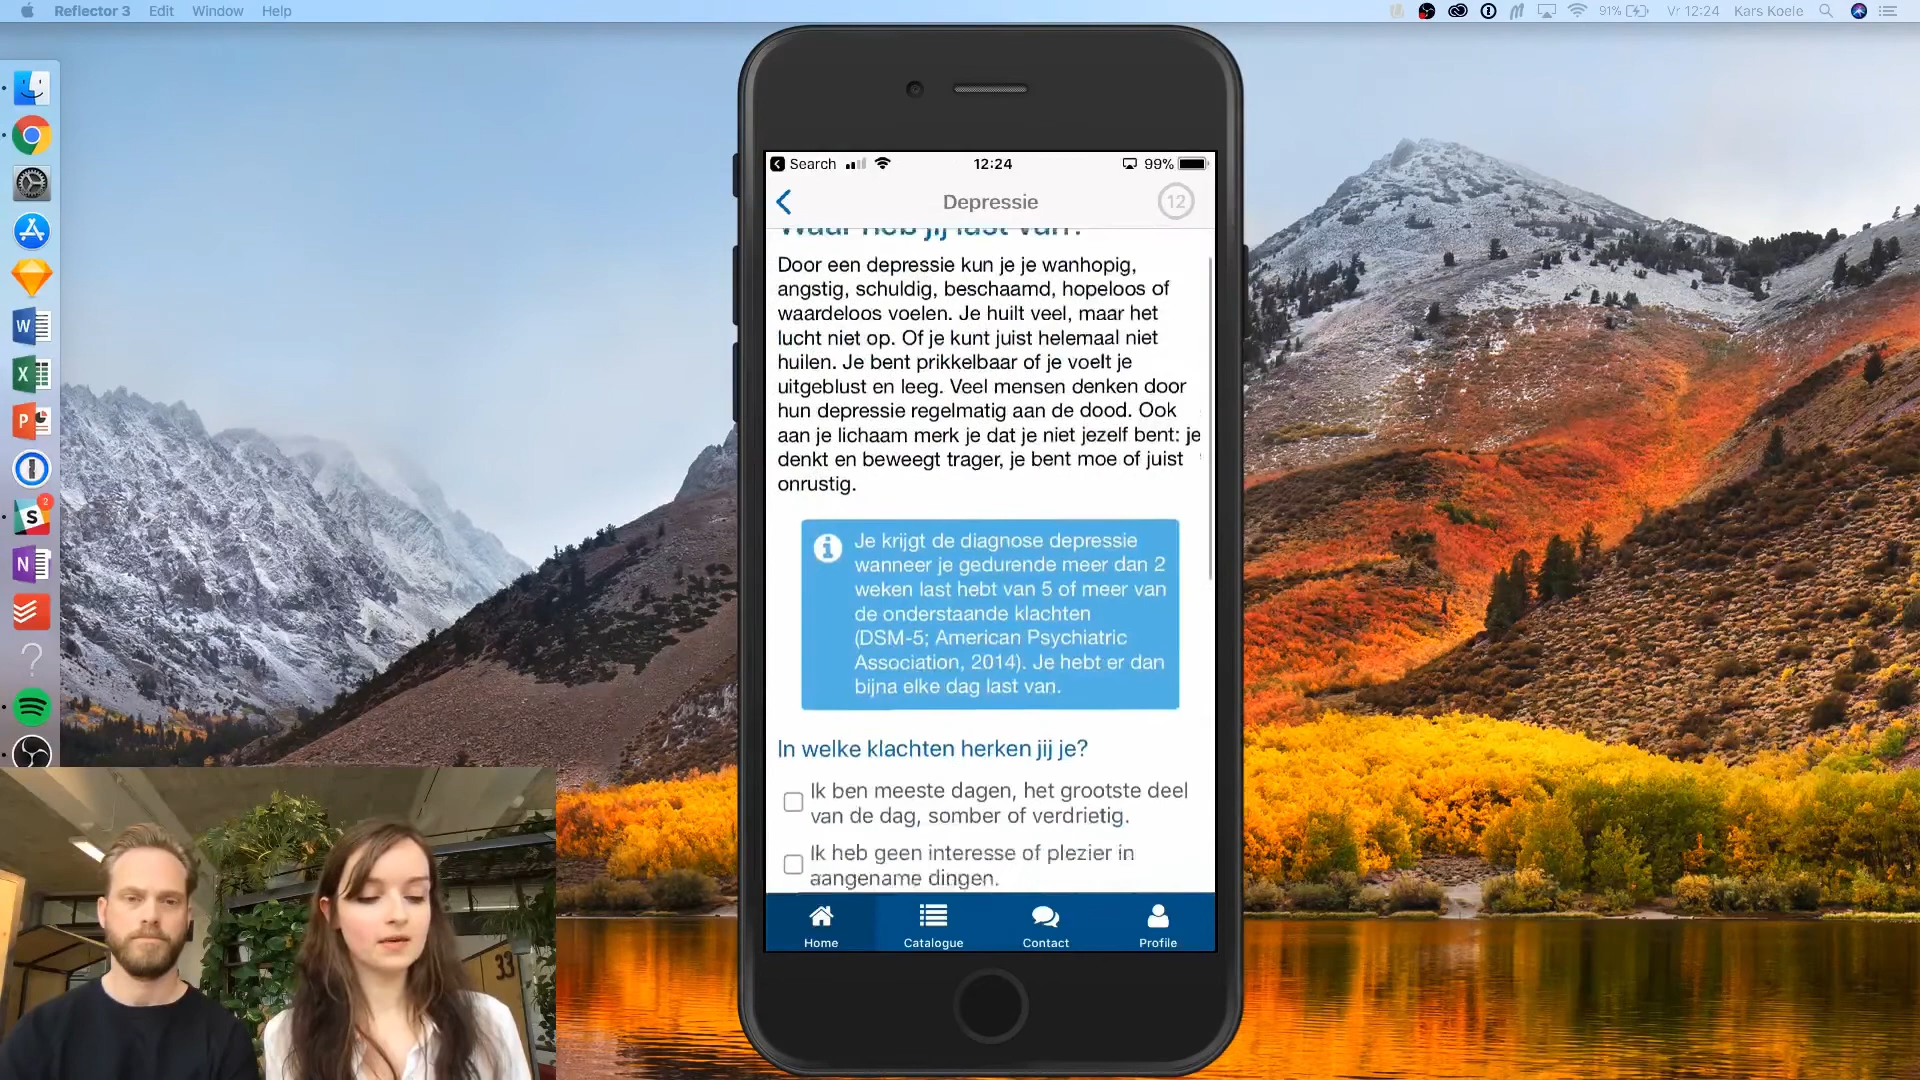 Reflector 3 Edit Window Help
91% Vr 12:24 Kars Koele
Search 12:24 99%
Depressie 12
Waar heb jij last van?
Door een depressie kun je je wanhopig,
angstig, schuldig, beschaamd, hopeloos of
waardeloos voelen. Je huilt veel, maar het
lucht niet op. Of je kunt juist helemaal niet
huilen. Je bent prikkelbaar of je voelt je
uitgeblust en leeg. Veel mensen denken door
hun depressie regelmatig aan de dood. Ook
aan je lichaam merk je dat je niet jezelf bent: je
denkt en beweegt trager, je bent moe of juist
onrustig.
Je krijgt de diagnose depressie
wanneer je gedurende meer dan 2
weken last hebt van 5 of meer van
de onderstaande klachten
(DSM-5; American Psychiatric
Association, 2014). Je hebt er dan
bijna elke dag last van.
In welke klachten herken jij je?
Ik ben meeste dagen, het grootste deel
van de dag, somber of verdrietig.
Ik heb geen interesse of plezier in
aangename dingen.
Home Catalogue Contact Profile
W
X
P
S 2
N
?
33